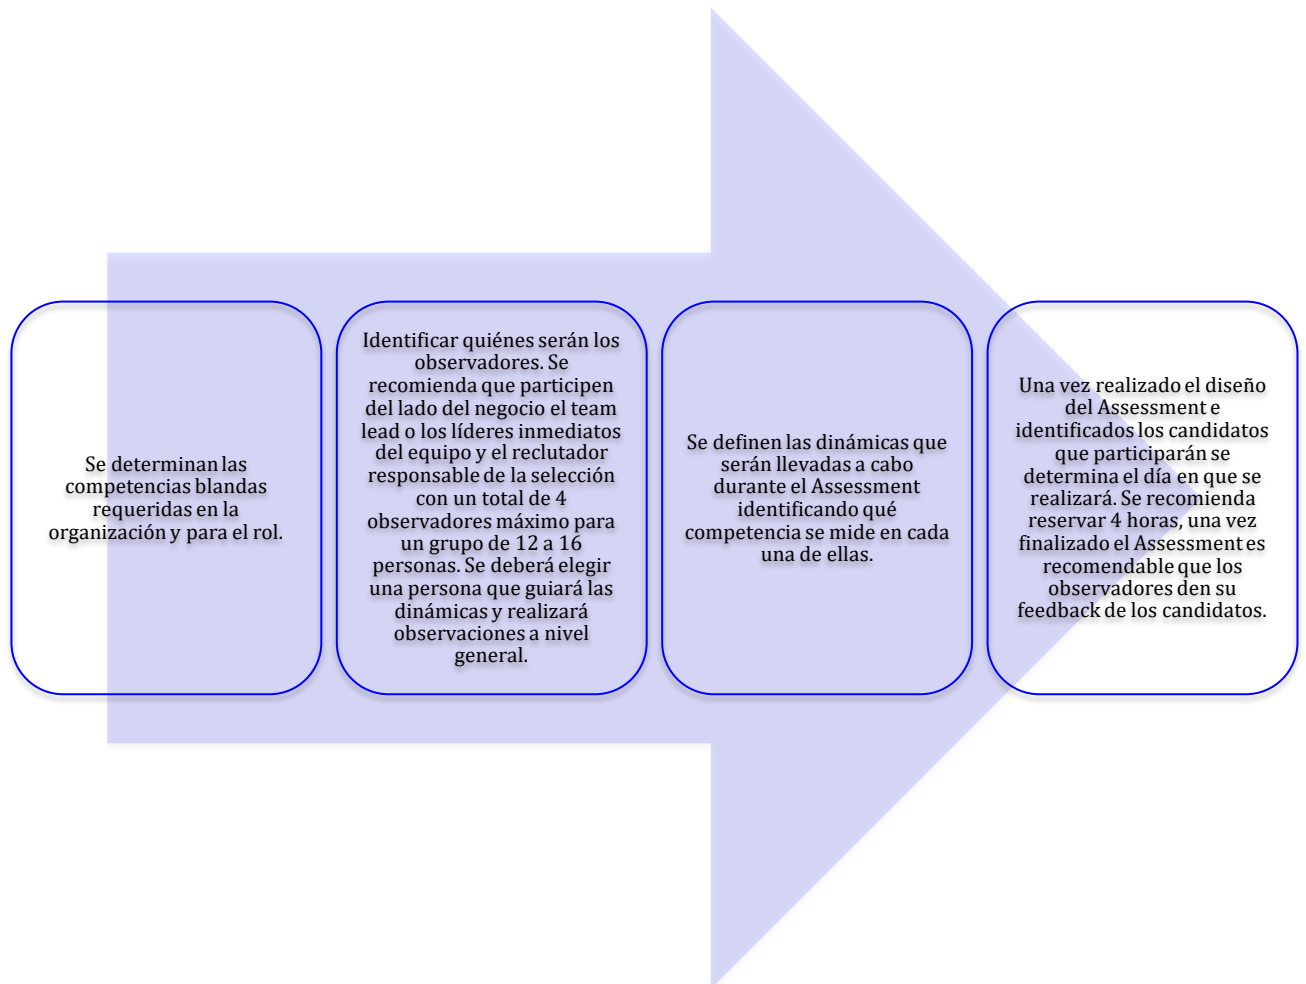 Se determinan las
competencias blandas
requeridas en la
organización y para el rol.
Identificar quiénes serán los
observadores. Se
recomienda que participen
del lado del negocio el team
lead o los líderes inmediatos
del equipo y el reclutador
responsable de la selección
con un total de 4
observadores máximo para
un grupo de 12 a 16
personas. Se deberá elegir
una persona que guiará las
dinámicas y realizará
observaciones a nivel
general.
Se definen las dinámicas que
serán llevadas a cabo
durante el Assessment
identificando qué
competencia se mide en cada
una de ellas.
Una vez realizado el diseño
del Assessment e
identificados los candidatos
que participarán se
determina el día en que se
realizará. Se recomienda
reservar 4 horas, una vez
finalizado el Assessment es
recomendable que los
observadores den su
feedback de los candidatos.